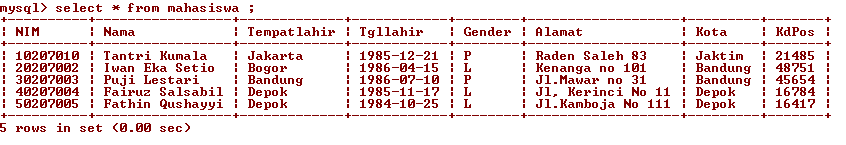 mysql> select * from mahasiswa ;
+----------+------------------+-------------+------------+--------+-------------------+---------+-------+
| NIM      | Nama             | Tempatlahir | Tgllahir   | Gender | Alamat            | Kota    | KdPos |
+----------+------------------+-------------+------------+--------+-------------------+---------+-------+
| 10207010 | Tantri Kumala    | Jakarta     | 1985-12-21 | P      | Raden Saleh 83    | Jaktim  | 21485 |
| 20207002 | Iwan Eka Setio   | Bogor       | 1986-04-15 | L      | Kenanga no 101    | Bandung | 48751 |
| 30207003 | Puji Lestari     | Bandung     | 1986-07-10 | P      | Jl.Mawar no 31    | Bandung | 45654 |
| 40207004 | Fairuz Salsabil  | Depok       | 1985-11-17 | L      | Jl, Kerinci No 11 | Depok   | 16784 |
| 50207005 | Fathin Qushayyi  | Depok       | 1984-10-25 | L      | Jl.Kamboja No 111 | Depok   | 16417 |
+----------+------------------+-------------+------------+--------+-------------------+---------+-------+
5 rows in set (0.00 sec)